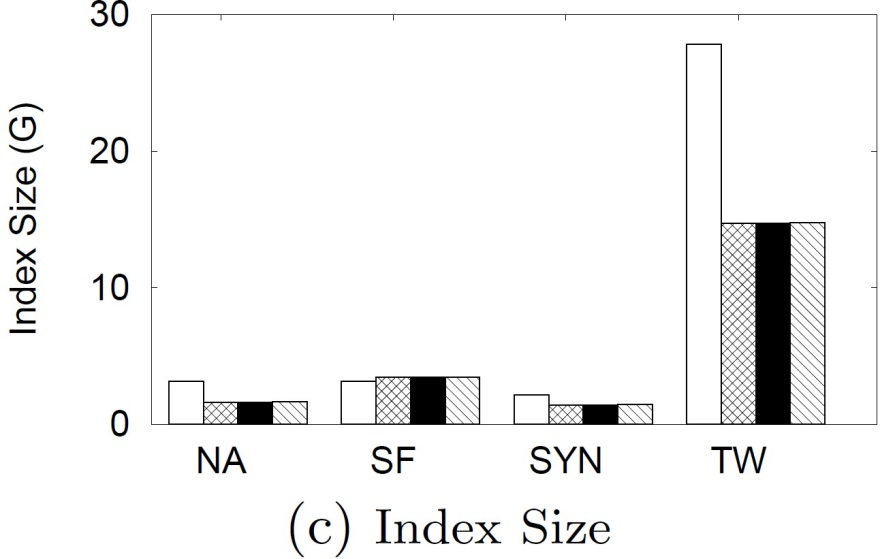 30
20
10
0
Index Size (G)
NA SF SYN TW
(c) Index Size